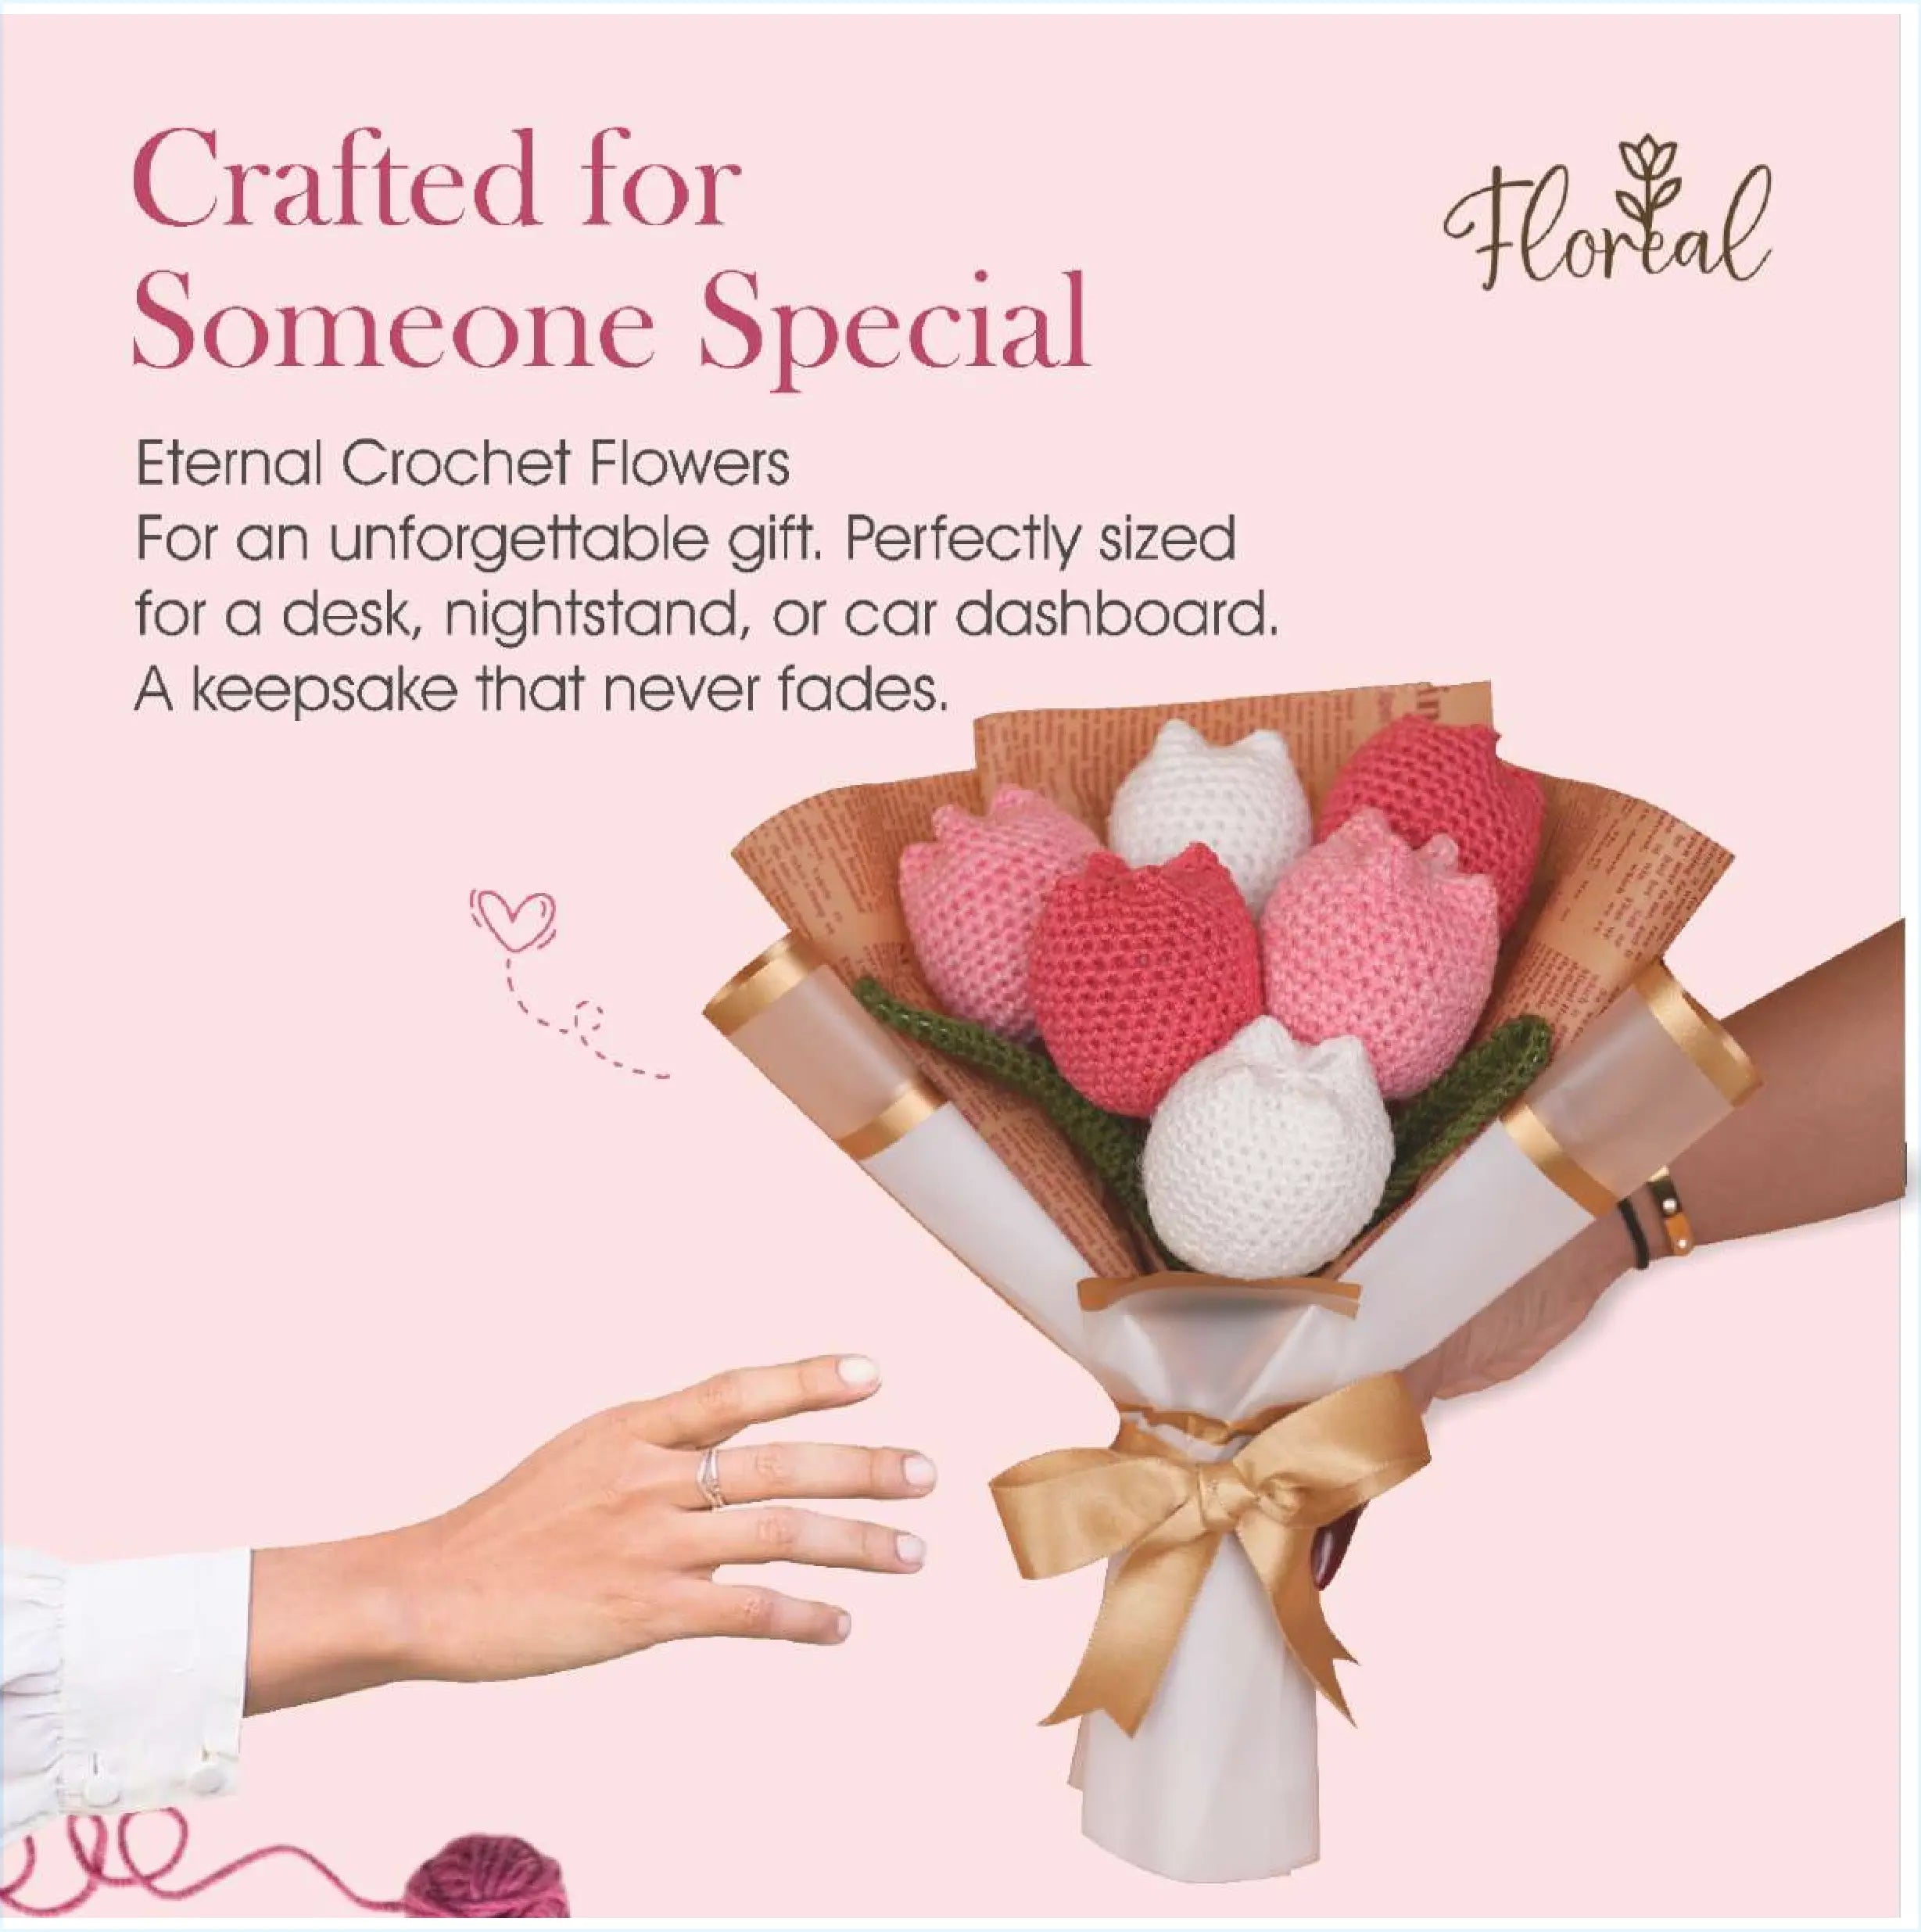 Crafted for
Someone Special
Floreal
Eternal Crochet Flowers
For an unforgettable gift. Perfectly sized
for a desk, nightstand, or car dashboard.
A keepsake that never fades.